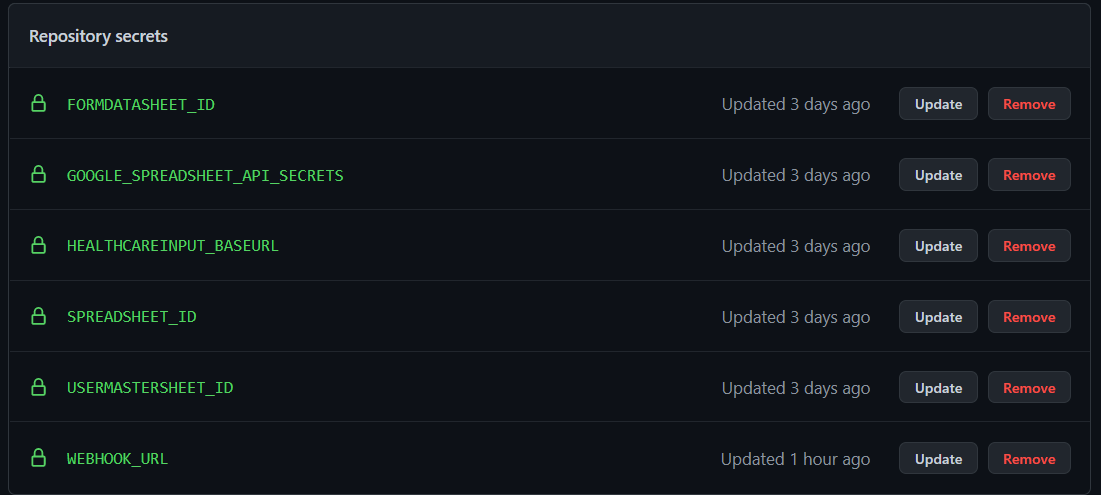 Repository secrets
FORMDATASHEET_ID Updated 3 days ago Update Remove
GOOGLE_SPREADSHEET_API_SECRETS Updated 3 days ago Update Remove
HEALTHCAREINPUT_BASEURL Updated 3 days ago Update Remove
SPREADSHEET_ID Updated 3 days ago Update Remove
USERMASTERSHEET_ID Updated 3 days ago Update Remove
WEBHOOK_URL Updated 1 hour ago Update Remove